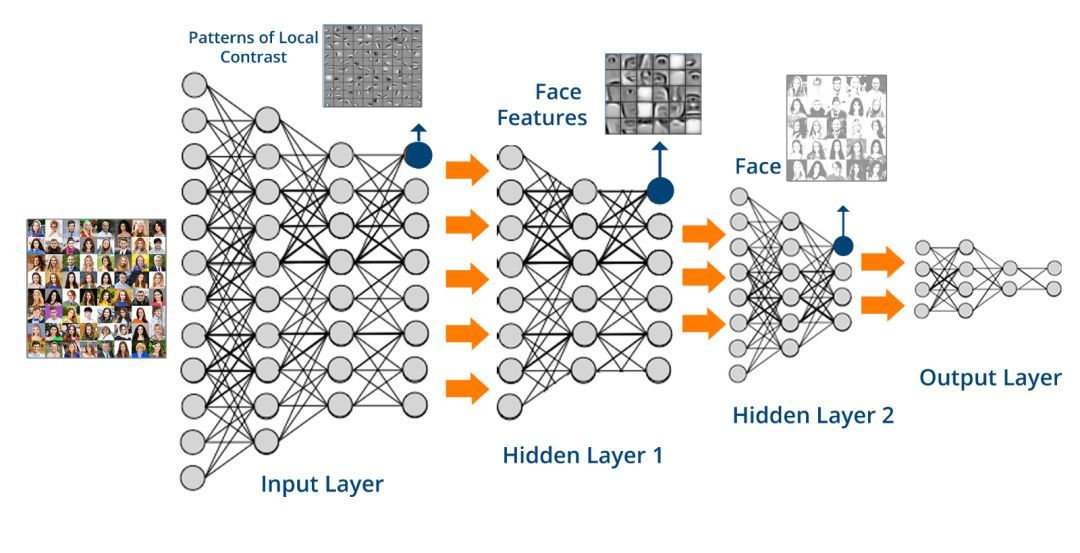 Patterns of Local
Contrast
Face
Features
Face
Input Layer
Hidden Layer 1
Hidden Layer 2
Output Layer